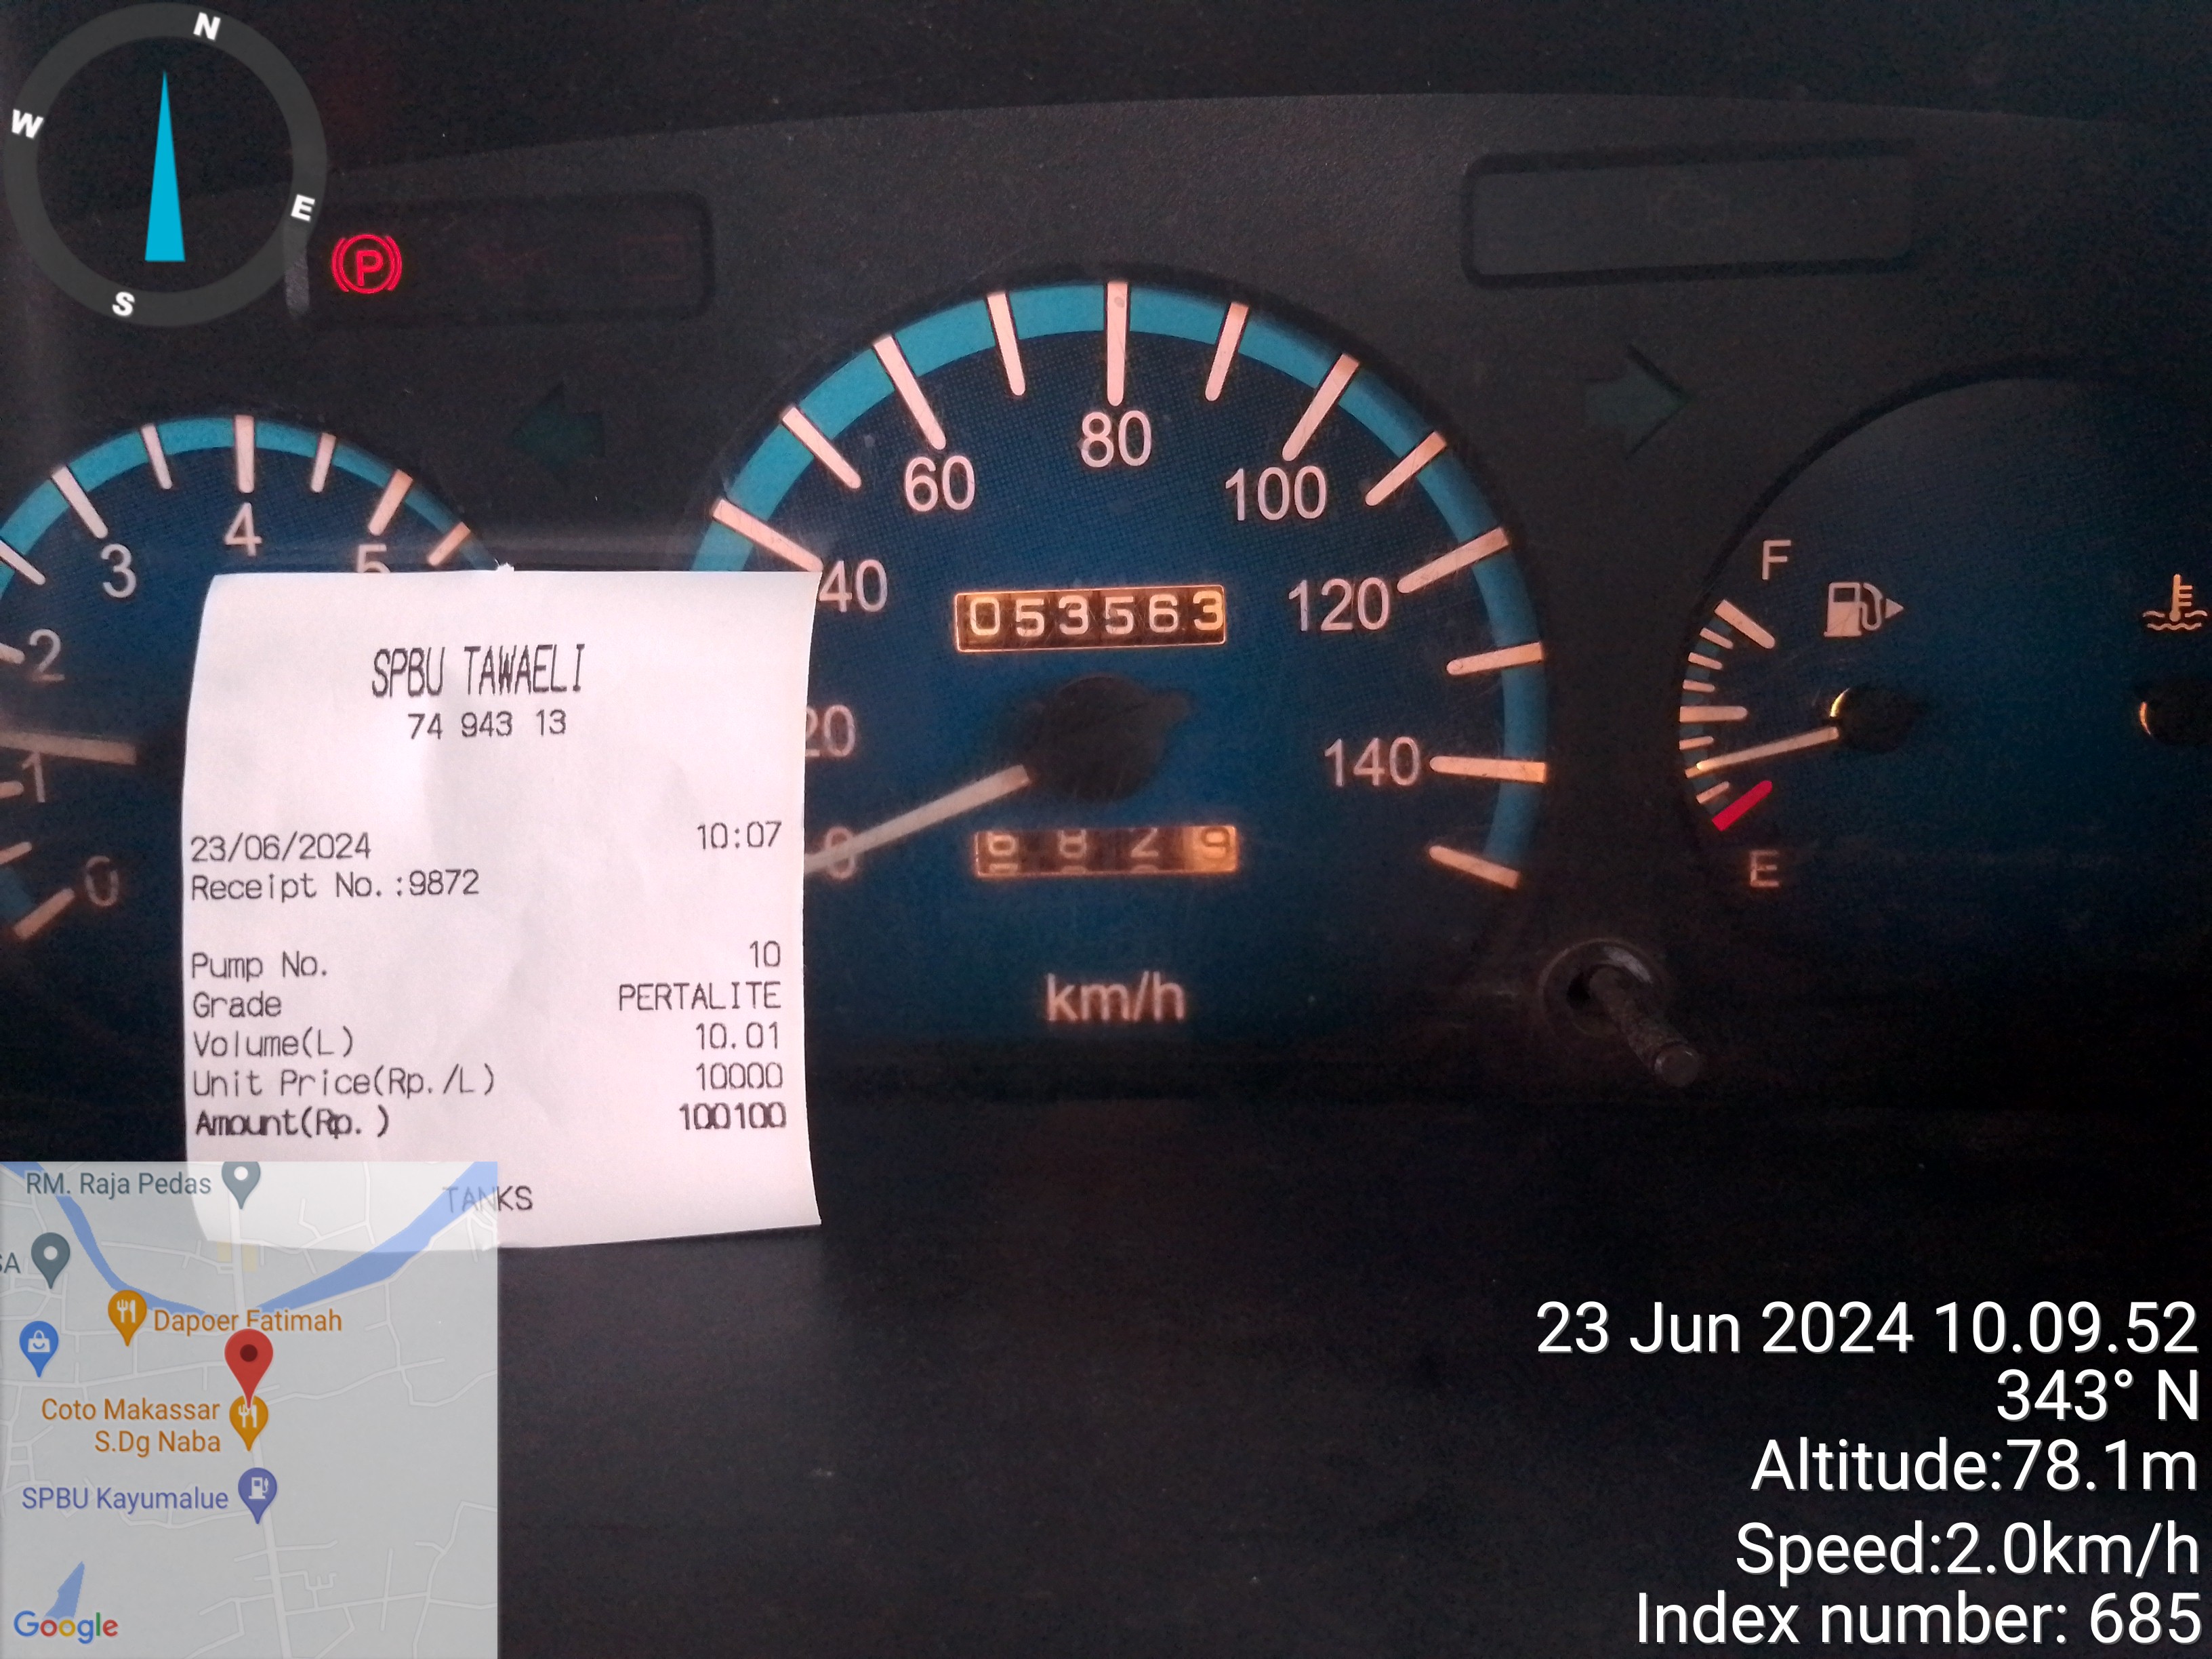 N
W
E
S
P
3
4
5
2
1
0
40
60
80
100
120
140
20
0
053563
6829
km/h
F
E
SPBU TAWAELI
74 943 13
23/06/2024 10:07
Receipt No.:9872
Pump No. 10
Grade PERTALITE
Volume(L) 10.01
Unit Price(Rp./L) 10000
Amount(Rp.) 100100
TANKS
RM. Raja Pedas
SA
Dapoer Fatimah
Coto Makassar
S.Dg Naba
SPBU Kayumalue
Google
23 Jun 2024 10.09.52
343° N
Altitude:78.1m
Speed:2.0km/h
Index number: 685